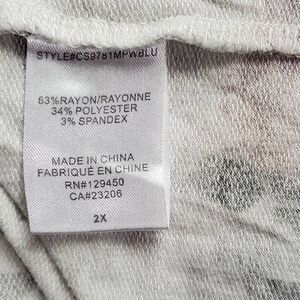 STYLE#CS9781MPWBLU
63%RAYON/RAYONNE
34% POLYESTER
3% SPANDEX
MADE IN CHINA
FABRIQUÉ EN CHINE
RN#129450
CA#23206
2X